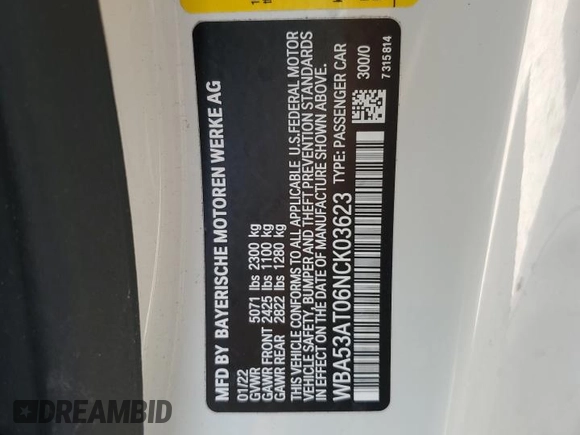 MFD BY BAYERISCHE MOTOREN WERKE AG
01/22
GVWR 5071 lbs 2300 kg
GAWR FRONT 2425 lbs 1100 kg
GAWR REAR 2822 lbs 1280 kg
THIS VEHICLE CONFORMS TO ALL APPLICABLE U.S.FEDERAL MOTOR
VEHICLE SAFETY, BUMPER AND THEFT PREVENTION STANDARDS
IN EFFECT ON THE DATE OF MANUFACTURE SHOWN ABOVE.
WBA53AT06NCK03623 TYPE: PASSENGER CAR
300/0
7 315 814
DREAMBID